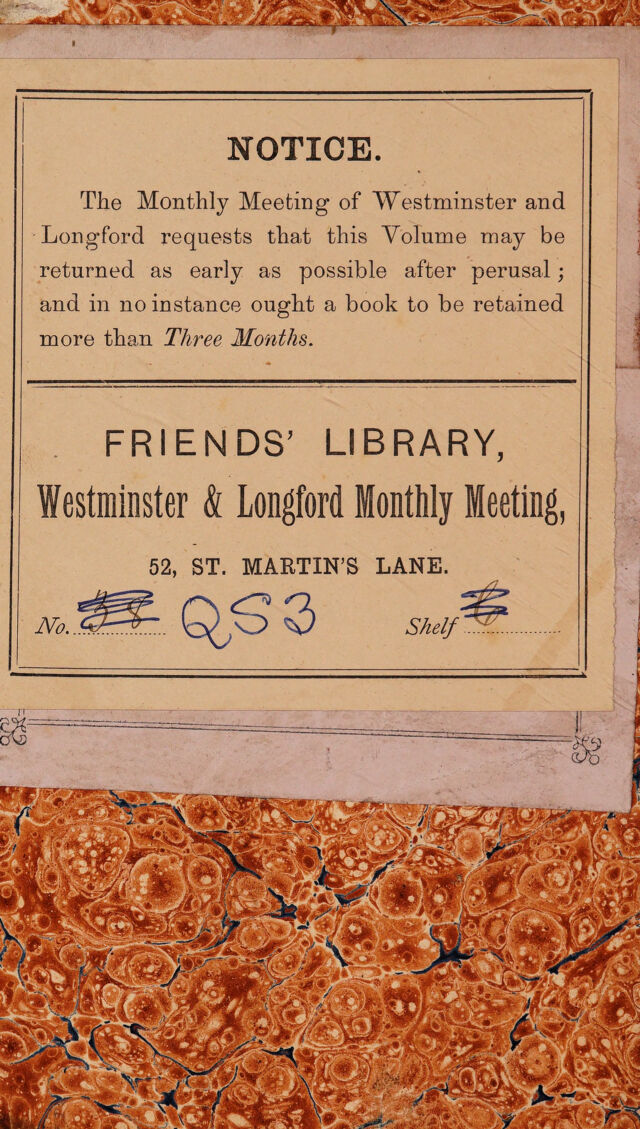 NOTICE.
The Monthly Meeting of Westminster and
Longford requests that this Volume may be
returned as early as possible after perusal;
and in no instance ought a book to be retained
more than Three Months.
FRIENDS' LIBRARY,
Westminster & Longford Monthly Meeting,
52, ST. MARTIN'S LANE.
No. QS3 Shelf